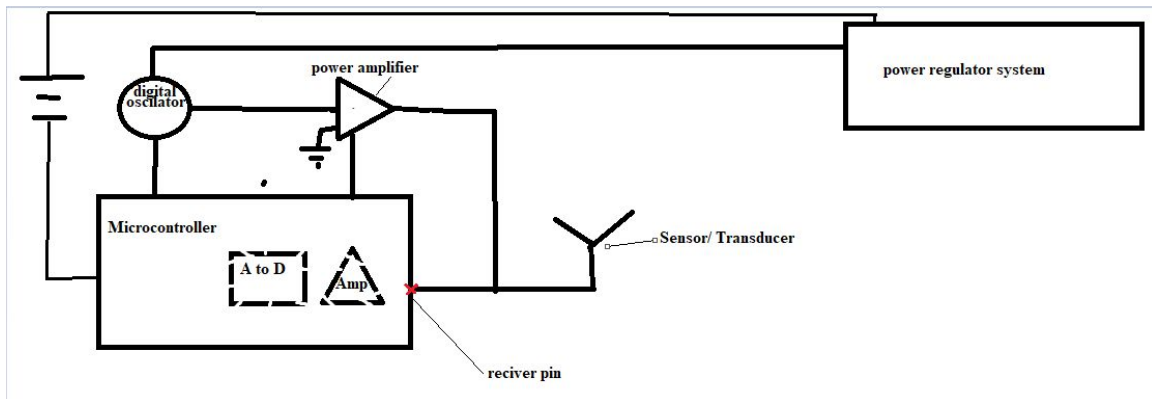 power amplifier
power regulator system
digital
oscilator
Microcontroller
A to D
Amp
Sensor/ Transducer
reciver pin